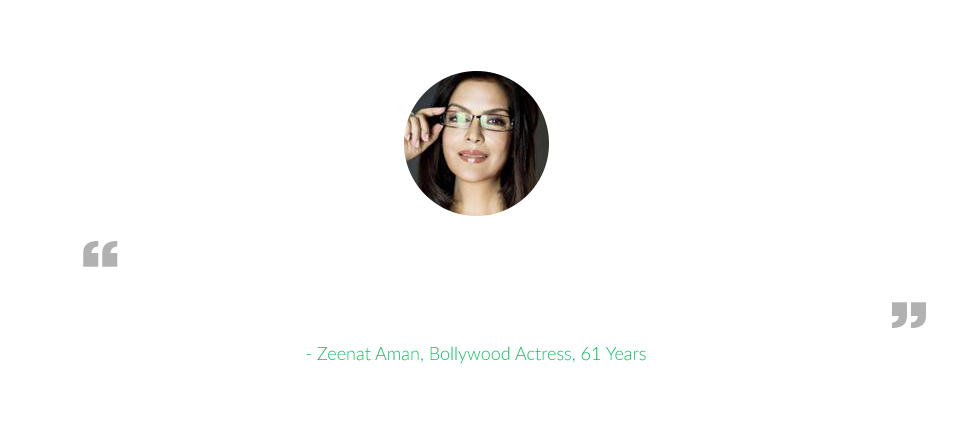 “
”
- Zeenat Aman, Bollywood Actress, 61 Years